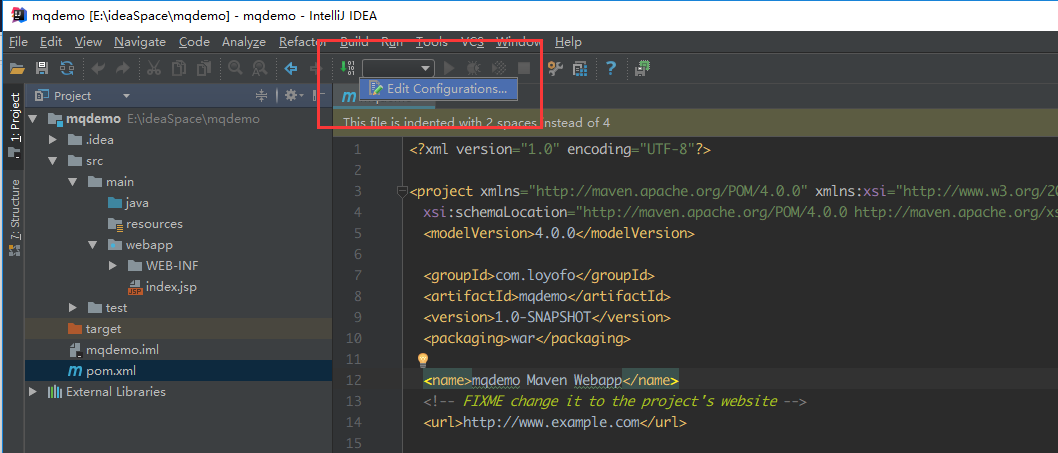 mqdemo [E:\ideaSpace\mqdemo] - mqdemo - IntelliJ IDEA
File Edit View Navigate Code Analyze Refactor Build Run Tools VCS Window Help
Project
Edit Configurations...
1: Project
7: Structure
mqdemo E:\ideaSpace\mqdemo
.idea
src
main
java
resources
webapp
WEB-INF
index.jsp
test
target
mqdemo.iml
pom.xml
External Libraries
This file is indented with 2 spaces instead of 4
1 <?xml version="1.0" encoding="UTF-8"?>
2
3 <project xmlns="http://maven.apache.org/POM/4.0.0" xmlns:xsi="http://www.w3.org/20
4 xsi:schemaLocation="http://maven.apache.org/POM/4.0.0 http://maven.apache.org/xs
5 <modelVersion>4.0.0</modelVersion>
6
7 <groupId>com.loyofo</groupId>
8 <artifactId>mqdemo</artifactId>
9 <version>1.0-SNAPSHOT</version>
10 <packaging>war</packaging>
11
12 <name>mqdemo Maven Webapp</name>
13 <!-- FIXME change it to the project's website -->
14 <url>http://www.example.com</url>
15